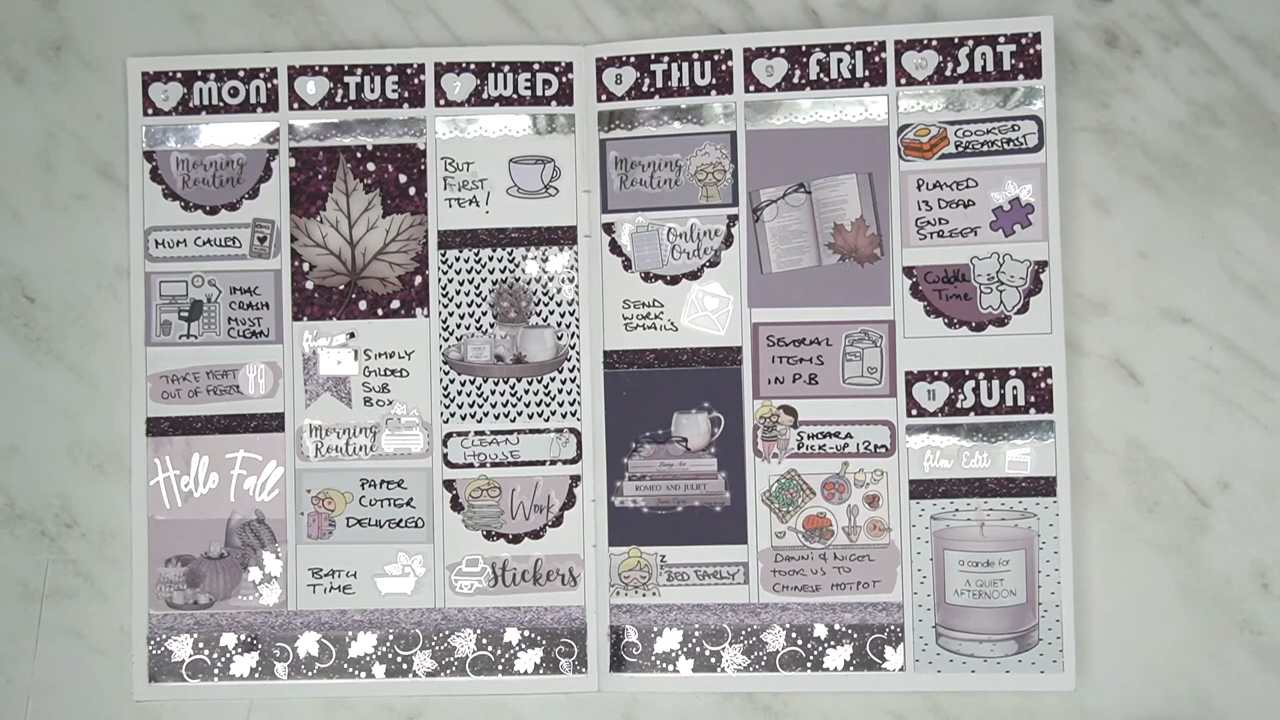 5 MON
Morning
Routine
MUM CALLED
IMAC
CRASH
MUST
CLEAN
TAKE MEAT
OUT OF FREEZER
Hello Fall
6 TUE
film
SIMPLY
GILDED
SUB
BOX
Morning
Routine
PAPER
CUTTER
DELIVERED
BATH
TIME
7 WED
BUT
FIRST
TEA!
CLEAN
HOUSE
Work
Stickers
8 THU
Morning
Routine
Online
Order
SEND
WORK
EMAILS
ROMEO AND JULIET
Z
BED EARLY
9 FRI
SEVERAL
ITEMS
IN P.B
SHEARA
PICK-UP 12PM
DANNI & NIGEL
TOOK US TO
CHINESE HOTPOT
10 SAT
COOKED
BREAKFAST
PLAYED
13 DEAD
END
STREET
Cuddle
Time
11 SUN
film Edit
a candle for
A QUIET
AFTERNOON